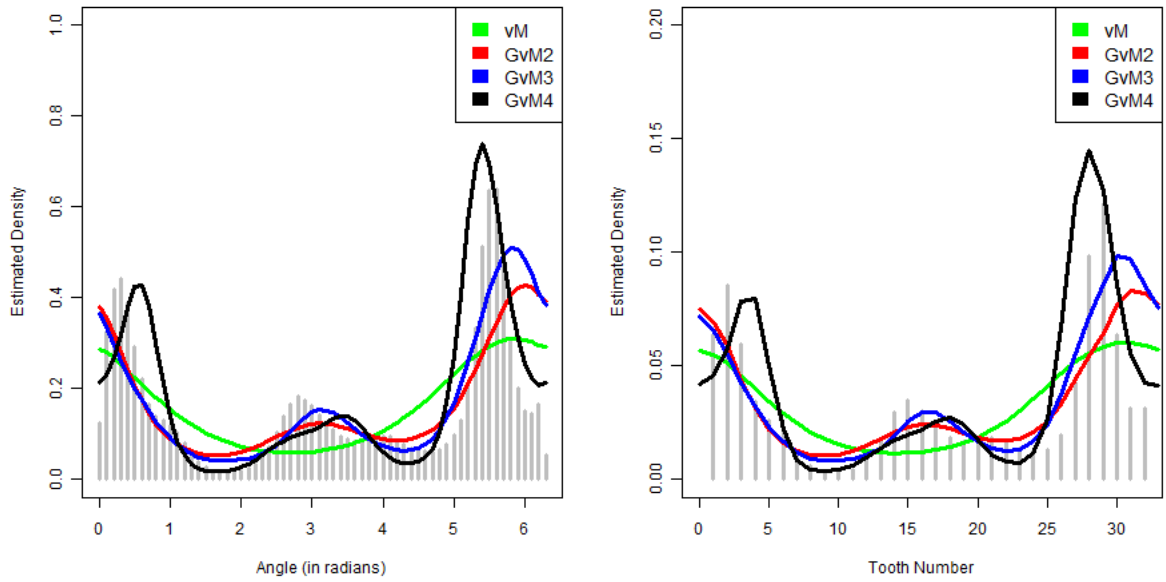 vM
GvM2
GvM3
GvM4
Estimated Density
0.0 0.2 0.4 0.6 0.8 1.0
0 1 2 3 4 5 6
Angle (in radians)
vM
GvM2
GvM3
GvM4
Estimated Density
0.00 0.05 0.10 0.15 0.20
0 5 10 15 20 25 30
Tooth Number